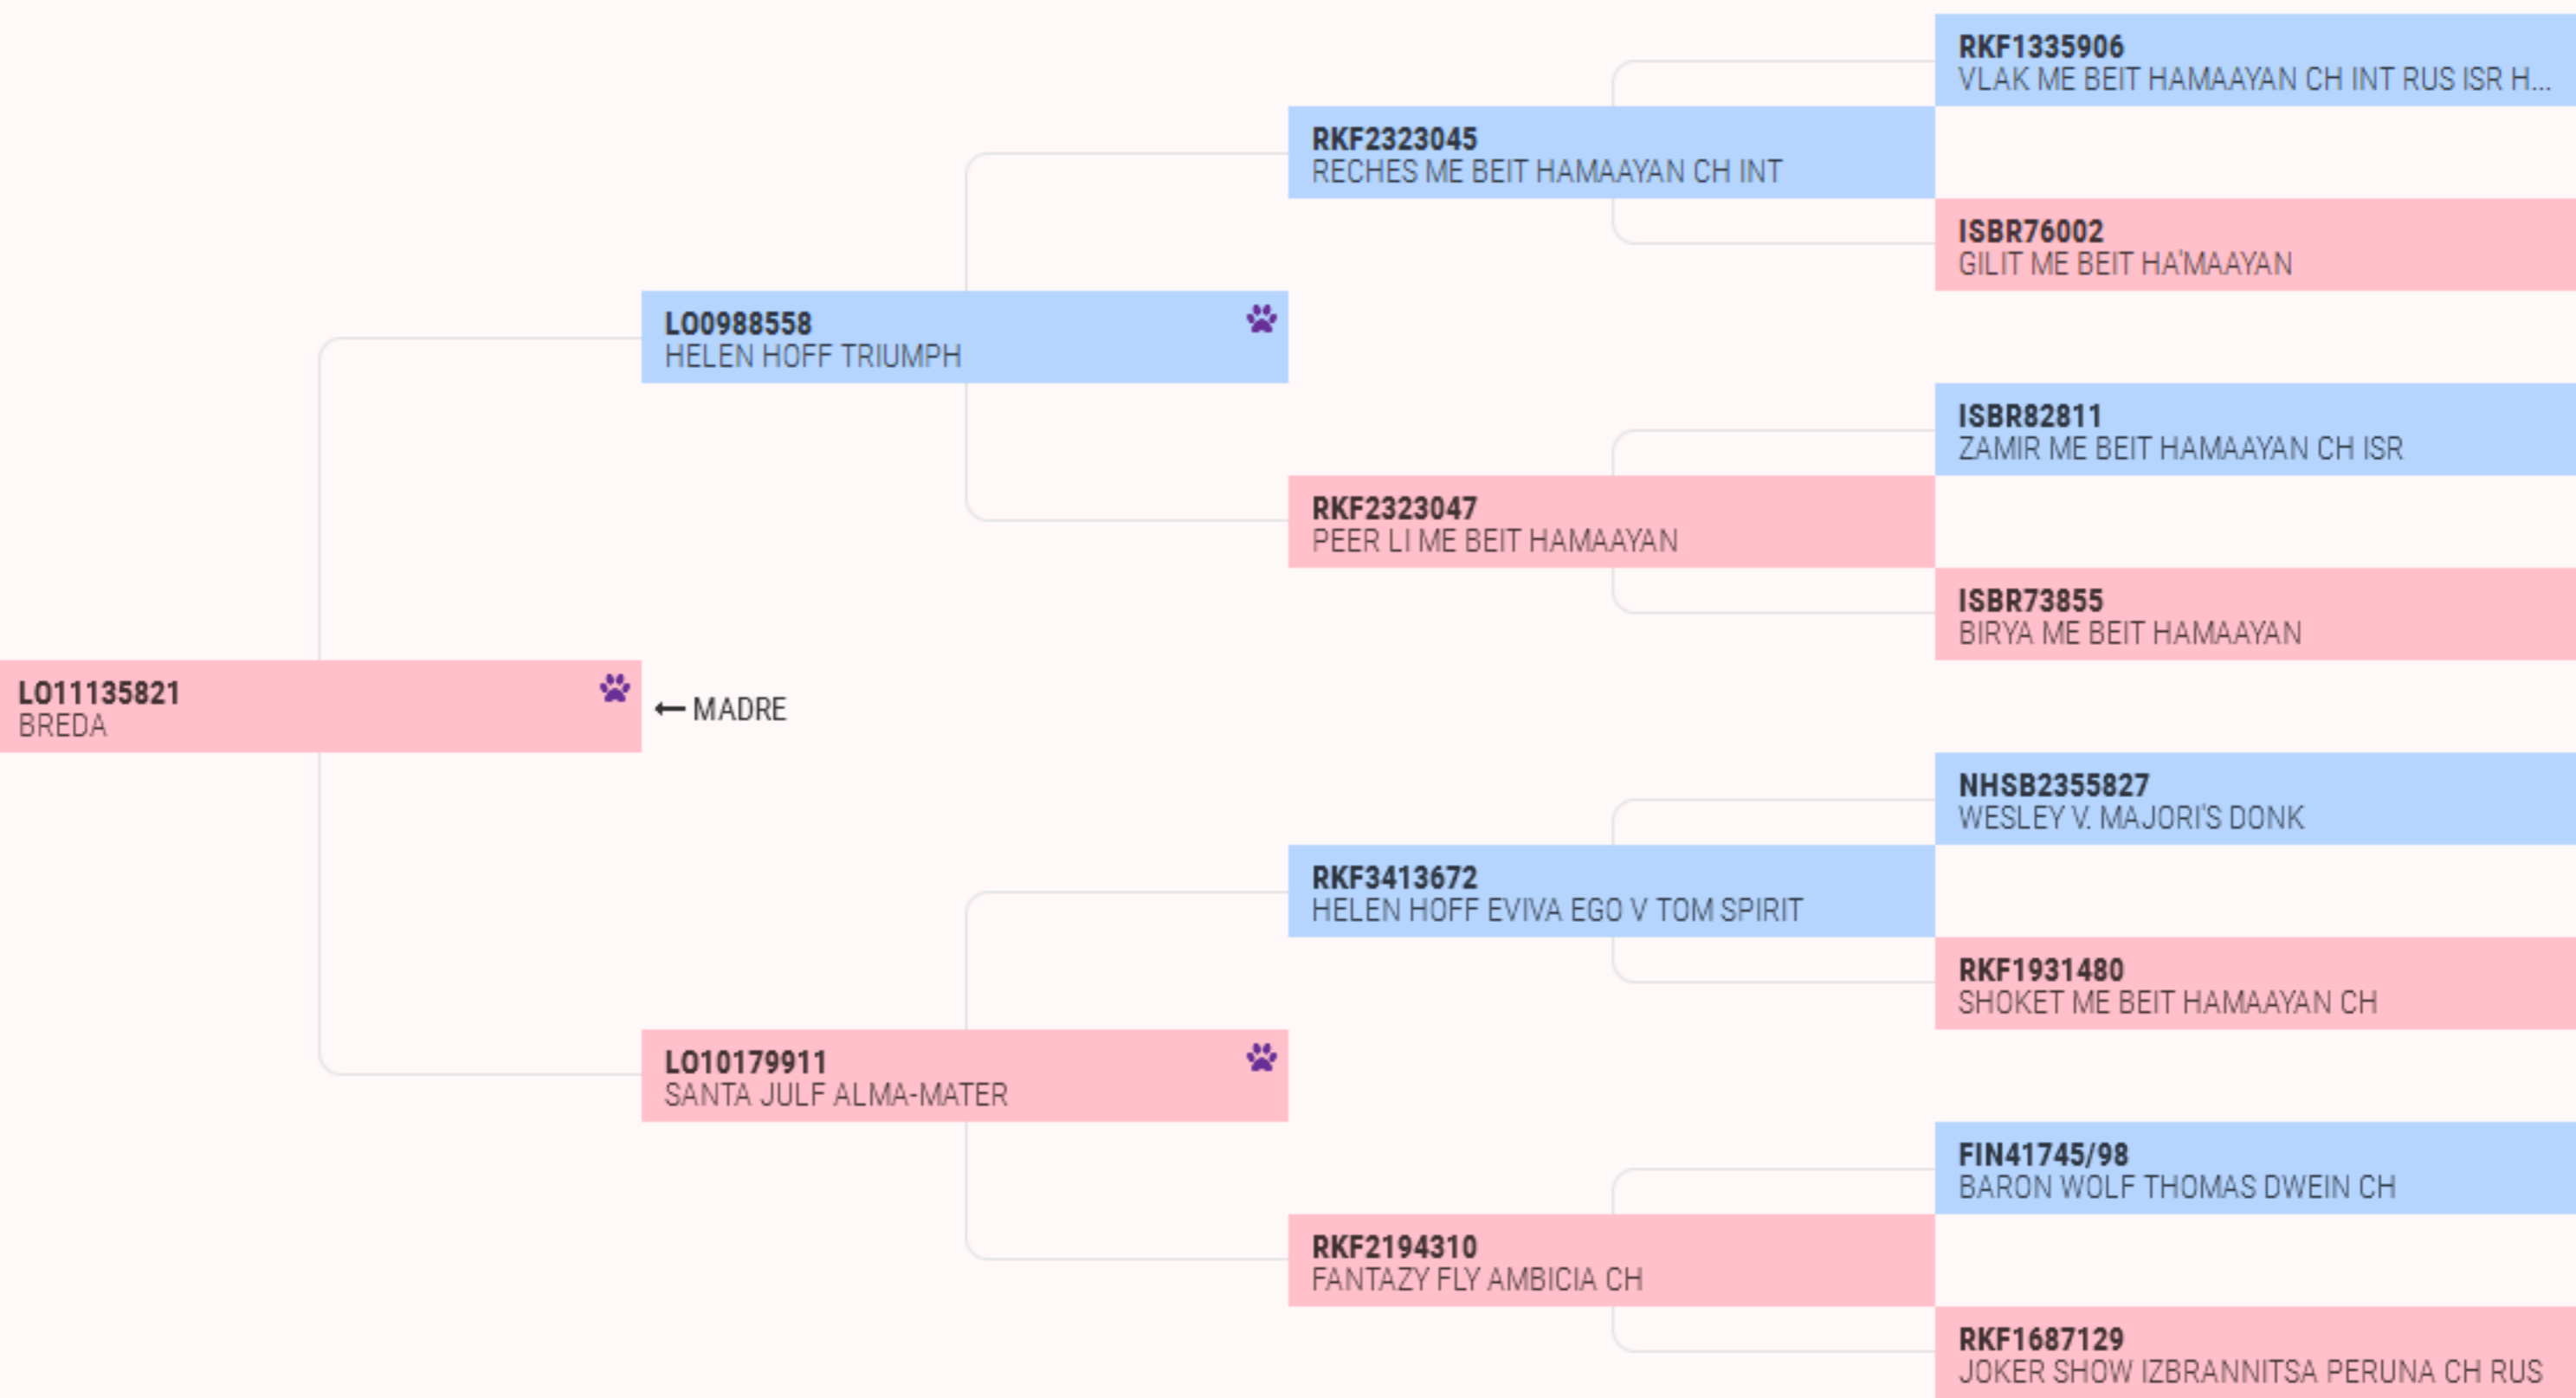 RKF1335906
VLAK ME BEIT HAMAAYAN CH INT RUS ISR H...
RKF2323045
RECHES ME BEIT HAMAAYAN CH INT
ISBR76002
GILIT ME BEIT HA'MAAYAN
LO0988558
HELEN HOFF TRIUMPH
ISBR82811
ZAMIR ME BEIT HAMAAYAN CH ISR
RKF2323047
PEER LI ME BEIT HAMAAYAN
ISBR73855
BIRYA ME BEIT HAMAAYAN
LO11135821
BREDA
← MADRE
NHSB2355827
WESLEY V. MAJORI'S DONK
RKF3413672
HELEN HOFF EVIVA EGO V TOM SPIRIT
RKF1931480
SHOKET ME BEIT HAMAAYAN CH
LO10179911
SANTA JULF ALMA-MATER
FIN41745/98
BARON WOLF THOMAS DWEIN CH
RKF2194310
FANTAZY FLY AMBICIA CH
RKF1687129
JOKER SHOW IZBRANNITSA PERUNA CH RUS